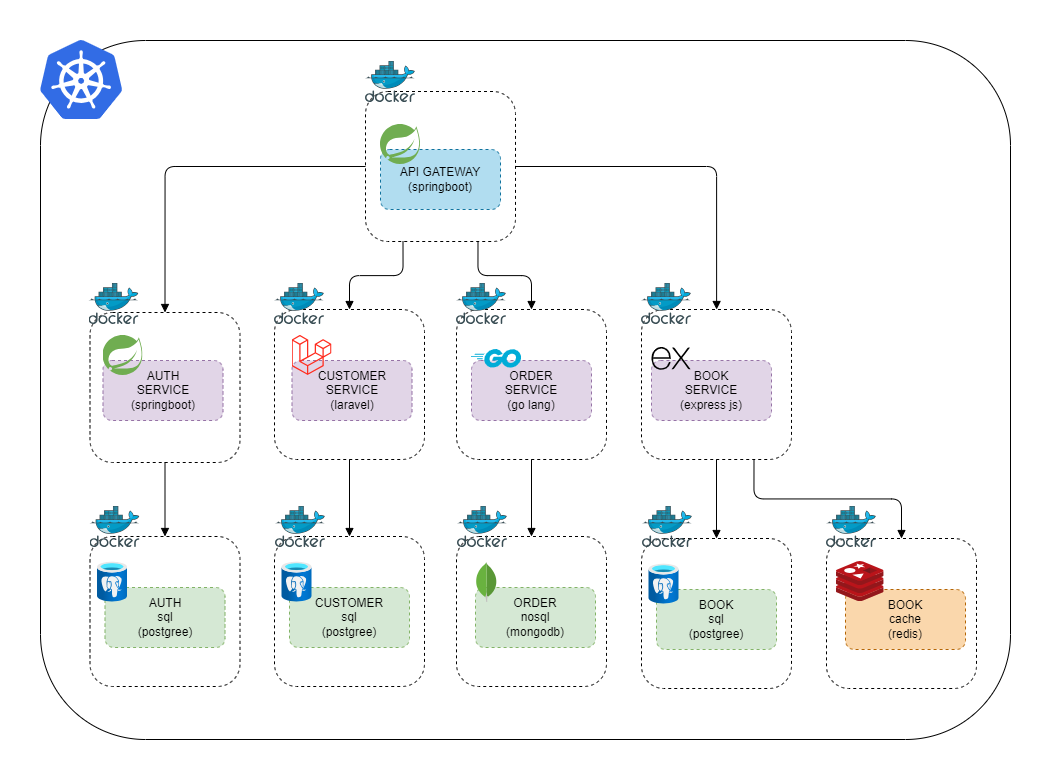 docker
API GATEWAY
(springboot)
docker
docker
docker
docker
AUTH
SERVICE
(springboot)
CUSTOMER
SERVICE
(laravel)
GO
ORDER
SERVICE
(go lang)
ex
BOOK
SERVICE
(express js)
docker
docker
docker
docker
docker
AUTH
sql
(postgree)
CUSTOMER
sql
(postgree)
ORDER
nosql
(mongodb)
BOOK
sql
(postgree)
BOOK
cache
(redis)